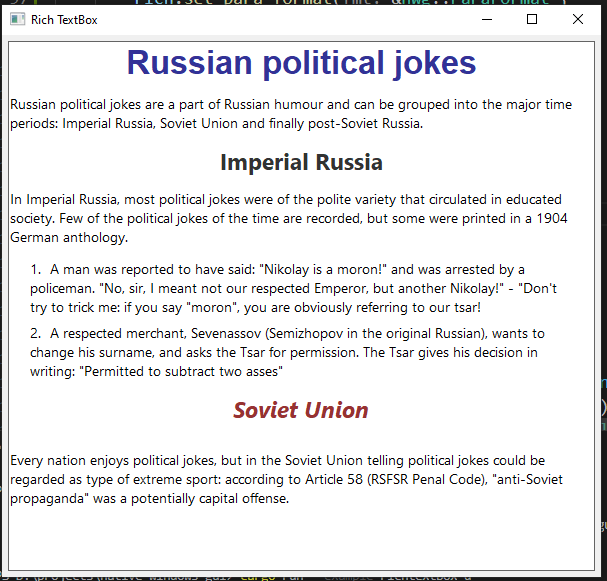 rich.set_para_format(
Rich TextBox
Russian political jokes
Russian political jokes are a part of Russian humour and can be grouped into the major time
periods: Imperial Russia, Soviet Union and finally post-Soviet Russia.
Imperial Russia
In Imperial Russia, most political jokes were of the polite variety that circulated in educated
society. Few of the political jokes of the time are recorded, but some were printed in a 1904
German anthology.
1. A man was reported to have said: "Nikolay is a moron!" and was arrested by a
policeman. "No, sir, I meant not our respected Emperor, but another Nikolay!" - "Don't
try to trick me: if you say "moron", you are obviously referring to our tsar!
2. A respected merchant, Sevenassov (Semizhopov in the original Russian), wants to
change his surname, and asks the Tsar for permission. The Tsar gives his decision in
writing: "Permitted to subtract two asses"
Soviet Union
Every nation enjoys political jokes, but in the Soviet Union telling political jokes could be
regarded as type of extreme sport: according to Article 58 (RSFSR Penal Code), "anti-Soviet
propaganda" was a potentially capital offense.